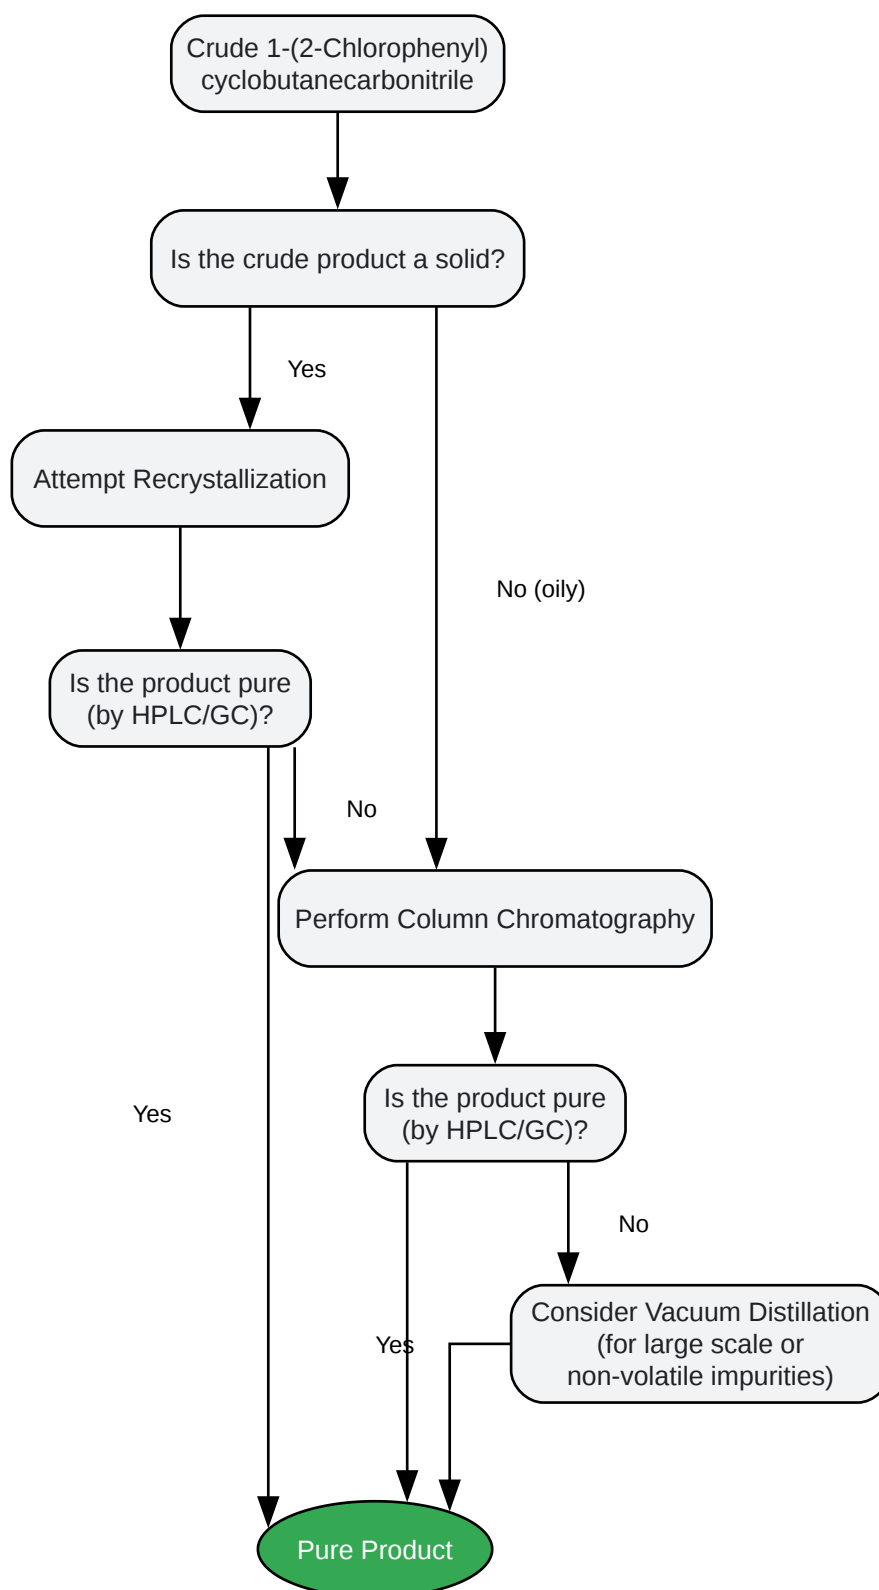 Crude 1-(2-Chlorophenyl)
cyclobutanecarbonitrile
Is the crude product a solid?
Yes
Attempt Recrystallization
No (oily)
Is the product pure
(by HPLC/GC)?
No
Perform Column Chromatography
Is the product pure
(by HPLC/GC)?
Yes
No
Consider Vacuum Distillation
(for large scale or
non-volatile impurities)
Yes
Pure Product